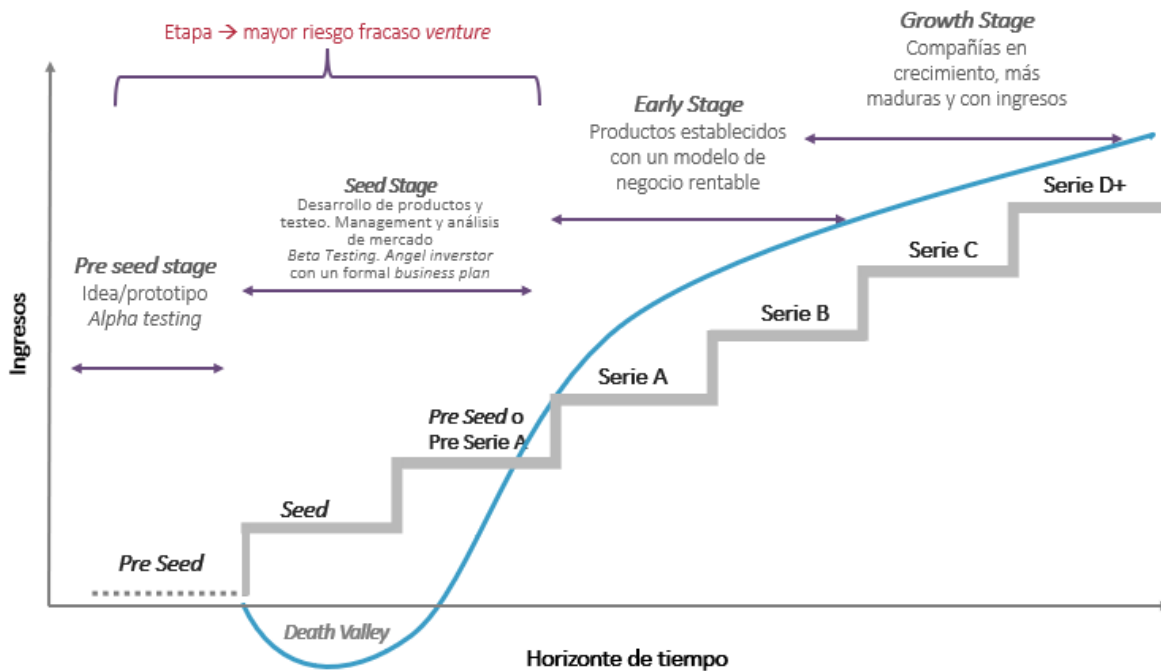 Etapa → mayor riesgo fracaso venture
Growth Stage
Compañías en
crecimiento, más
maduras y con ingresos
Early Stage
Productos establecidos
con un modelo de
negocio rentable
Seed Stage
Desarrollo de productos y
testeo. Management y análisis
de mercado
Beta Testing. Angel inverstor
con un formal business plan
Pre seed stage
Idea/prototipo
Alpha testing
Ingresos
Serie D+
Serie C
Serie B
Serie A
Pre Seed o
Pre Serie A
Seed
Pre Seed
Death Valley
Horizonte de tiempo